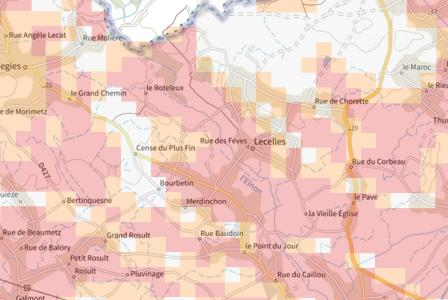 Rue Angèle Lecat
Rue Molière
le Maroc
egies
le Roteleux
le Grand Chemin
Rue de Chorette
e de Morimetz
Rue des Fèves
Lecelles
Cense du Plus Fin
Rue du Corbeau
D427
Bourbetin
l'Elnon
le Pavé
Bertinquesne
Merdinchon
la Vieille Église
Rue de Beaumetz
Grand Rosult
Rue Baudoin
Rue de Balory
le Point du Jour
Petit Rosult
Rosult
Pluvinage
Rue du Caillou